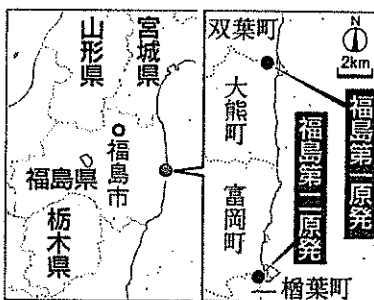 山形県
宮城県
福島市
福島県
栃木県
双葉町
N
2km
大熊町
福島第一原発
福島第二原発
富岡町
楢葉町